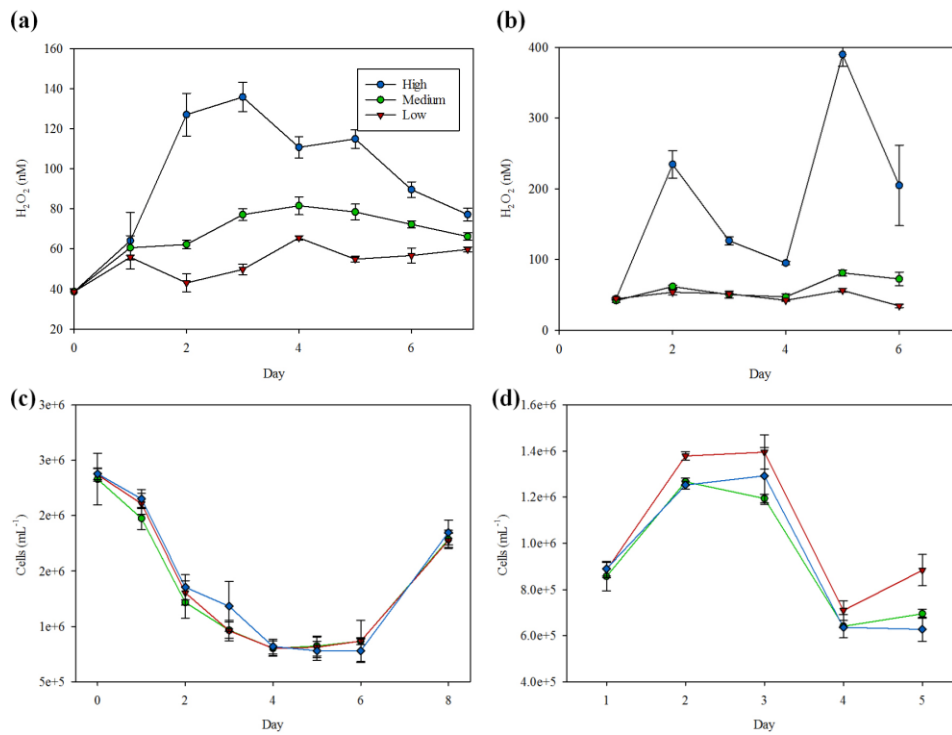 (a)
160
140
120
100
80
60
40
20
H₂O₂ (nM)
0
2
4
6
Day
High
Medium
Low
(b)
400
300
200
100
0
H₂O₂ (nM)
0
2
4
6
Day
(c)
3e+6
3e+6
2e+6
2e+6
1e+6
5e+5
Cells (mL⁻¹)
0
2
4
6
8
Day
(d)
1.6e+6
1.4e+6
1.2e+6
1.0e+6
8.0e+5
6.0e+5
4.0e+5
Cells (mL⁻¹)
1
2
3
4
5
Day